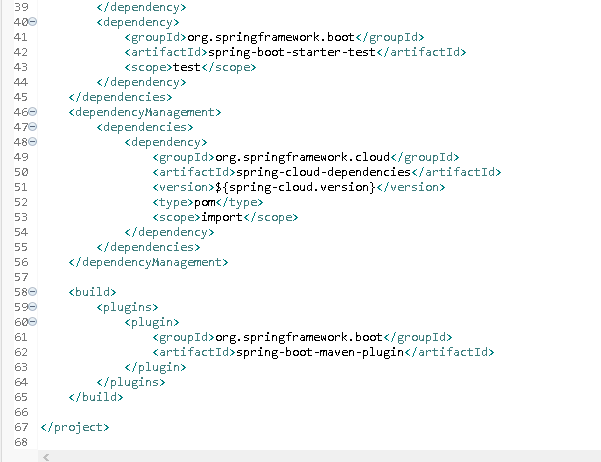 39         </dependency>
40         <dependency>
41             <groupId>org.springframework.boot</groupId>
42             <artifactId>spring-boot-starter-test</artifactId>
43             <scope>test</scope>
44         </dependency>
45     </dependencies>
46     <dependencyManagement>
47         <dependencies>
48             <dependency>
49                 <groupId>org.springframework.cloud</groupId>
50                 <artifactId>spring-cloud-dependencies</artifactId>
51                 <version>${spring-cloud.version}</version>
52                 <type>pom</type>
53                 <scope>import</scope>
54             </dependency>
55         </dependencies>
56     </dependencyManagement>
57
58     <build>
59         <plugins>
60             <plugin>
61                 <groupId>org.springframework.boot</groupId>
62                 <artifactId>spring-boot-maven-plugin</artifactId>
63             </plugin>
64         </plugins>
65     </build>
66
67 </project>
68